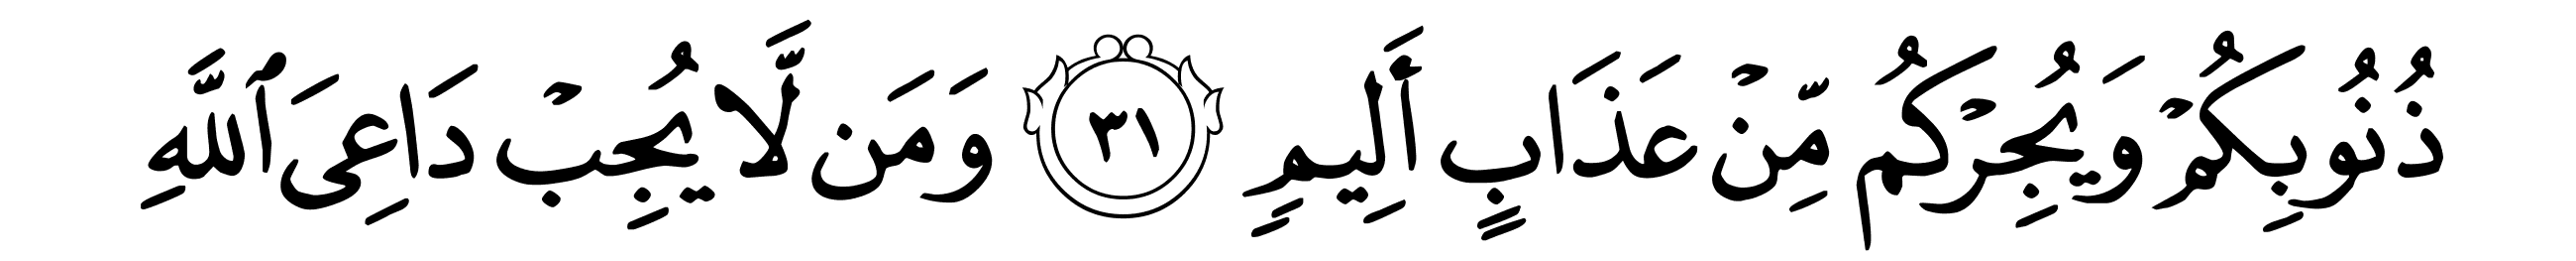 ذُنُوبِكُمْ وَيُجِرْكُم مِّنْ عَذَابٍ أَلِيمٍ ٣١ وَمَن لَّا يُجِبْ دَاعِىَ ٱللَّهِ